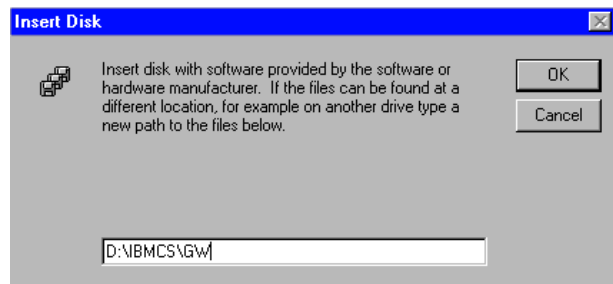 Insert Disk
Insert disk with software provided by the software or
hardware manufacturer.  If the files can be found at a
different location, for example on another drive type a
new path to the files below.
OK
Cancel
D:\IBMCS\GW